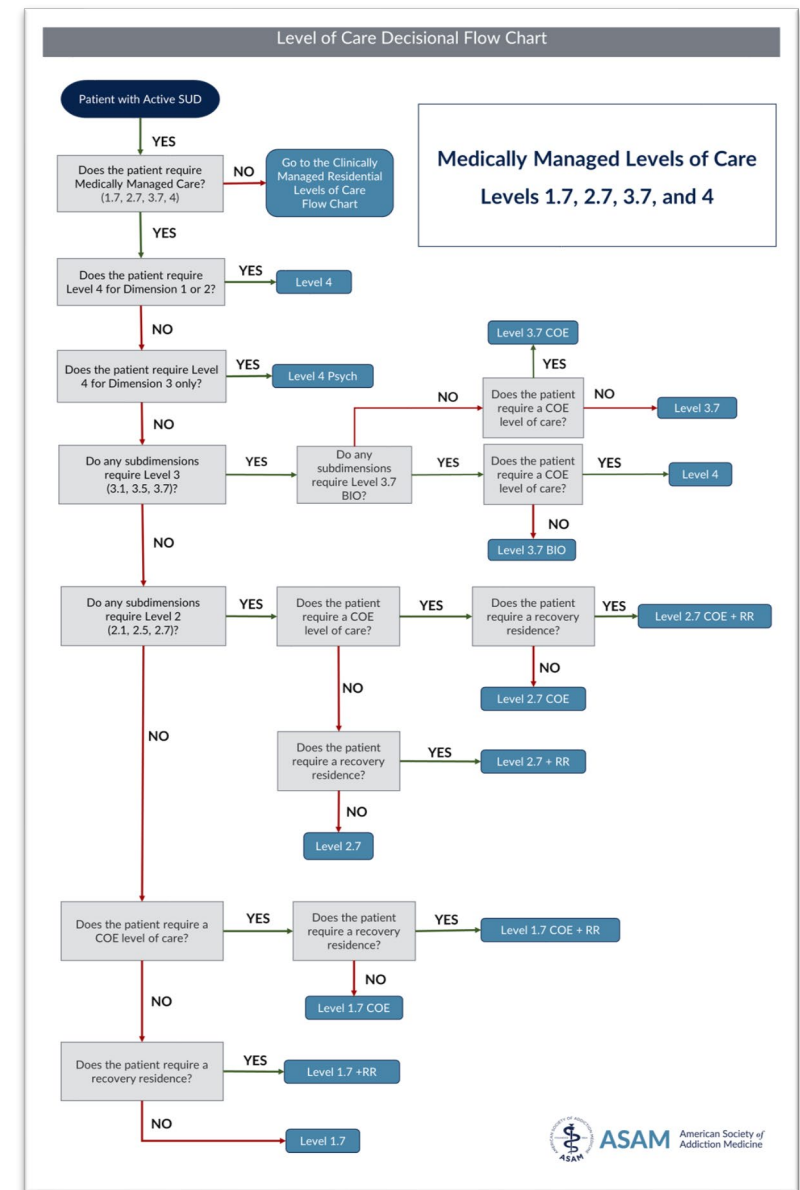 Level of Care Decisional Flow Chart
Patient with Active SUD
YES
Does the patient require
Medically Managed Care?
(1.7, 2.7, 3.7, 4)
NO
Go to the Clinically
Managed Residential
Levels of Care
Flow Chart
Medically Managed Levels of Care
Levels 1.7, 2.7, 3.7, and 4
YES
Does the patient require
Level 4 for Dimension 1 or 2?
YES
Level 4
NO
Does the patient require Level
4 for Dimension 3 only?
YES
Level 4 Psych
NO
Do any subdimensions
require Level 3
(3.1, 3.5, 3.7)?
YES
Do any
subdimensions
require Level 3.7
BIO?
NO
Does the patient
require a COE
level of care?
YES
Level 3.7 COE
NO
Level 3.7
YES
Does the patient
require a COE
level of care?
YES
Level 4
NO
Level 3.7 BIO
NO
Do any subdimensions
require Level 2
(2.1, 2.5, 2.7)?
YES
Does the patient
require a COE
level of care?
YES
Does the patient
require a recovery
residence?
YES
Level 2.7 COE + RR
NO
Level 2.7 COE
NO
Does the patient
require a recovery
residence?
YES
Level 2.7 + RR
NO
Level 2.7
NO
Does the patient require a
COE level of care?
YES
Does the patient
require a recovery
residence?
YES
Level 1.7 COE + RR
NO
Level 1.7 COE
NO
Does the patient require a
recovery residence?
YES
Level 1.7 +RR
NO
Level 1.7
AMERICAN SOCIETY OF ADDICTION MEDICINE
ASAM
ASAM
American Society of
Addiction Medicine